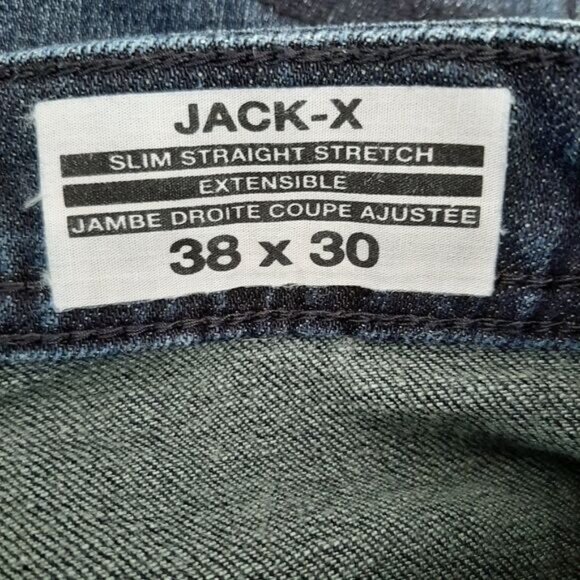 JACK-X
SLIM STRAIGHT STRETCH
EXTENSIBLE
JAMBE DROITE COUPE AJUSTÉE
38 x 30